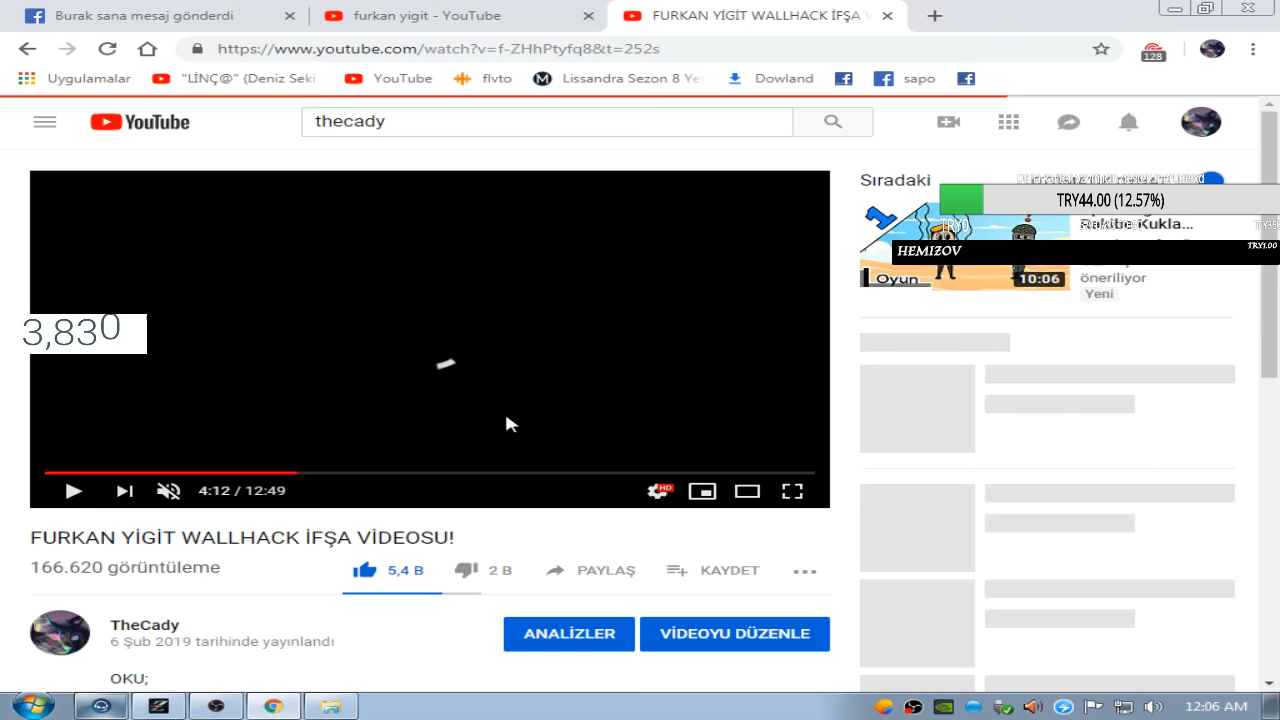 Burak sana mesaj gönderdi
furkan yigit - YouTube
FURKAN YİGİT WALLHACK İFŞA V
https://www.youtube.com/watch?v=f-ZHhPtyfq8&t=252s
128
Uygulamalar
"LİNÇ@" (Deniz Seki
YouTube
flvto
Lissandra Sezon 8 Ye
Dowland
sapo
YouTube
thecady
Sıradaki
TRY44.00 (12.57%)
TRY0
Rakibe Kukla...
HEMIZOV
TRY1.00
Oyun
10:06
öneriliyor
Yeni
3,830
HD
4:12 / 12:49
FURKAN YİGİT WALLHACK İFŞA VİDEOSU!
166.620 görüntüleme
5,4 B
2 B
PAYLAŞ
KAYDET
TheCady
6 Şub 2019 tarihinde yayınlandı
ANALİZLER
VİDEOYU DÜZENLE
OKU;
12:06 AM